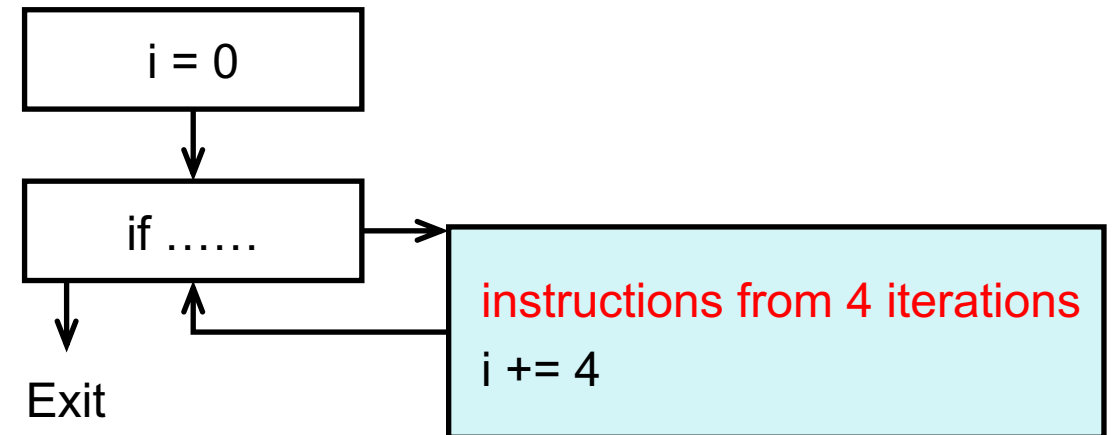 i = 0
if ……
instructions from 4 iterations
i += 4
Exit